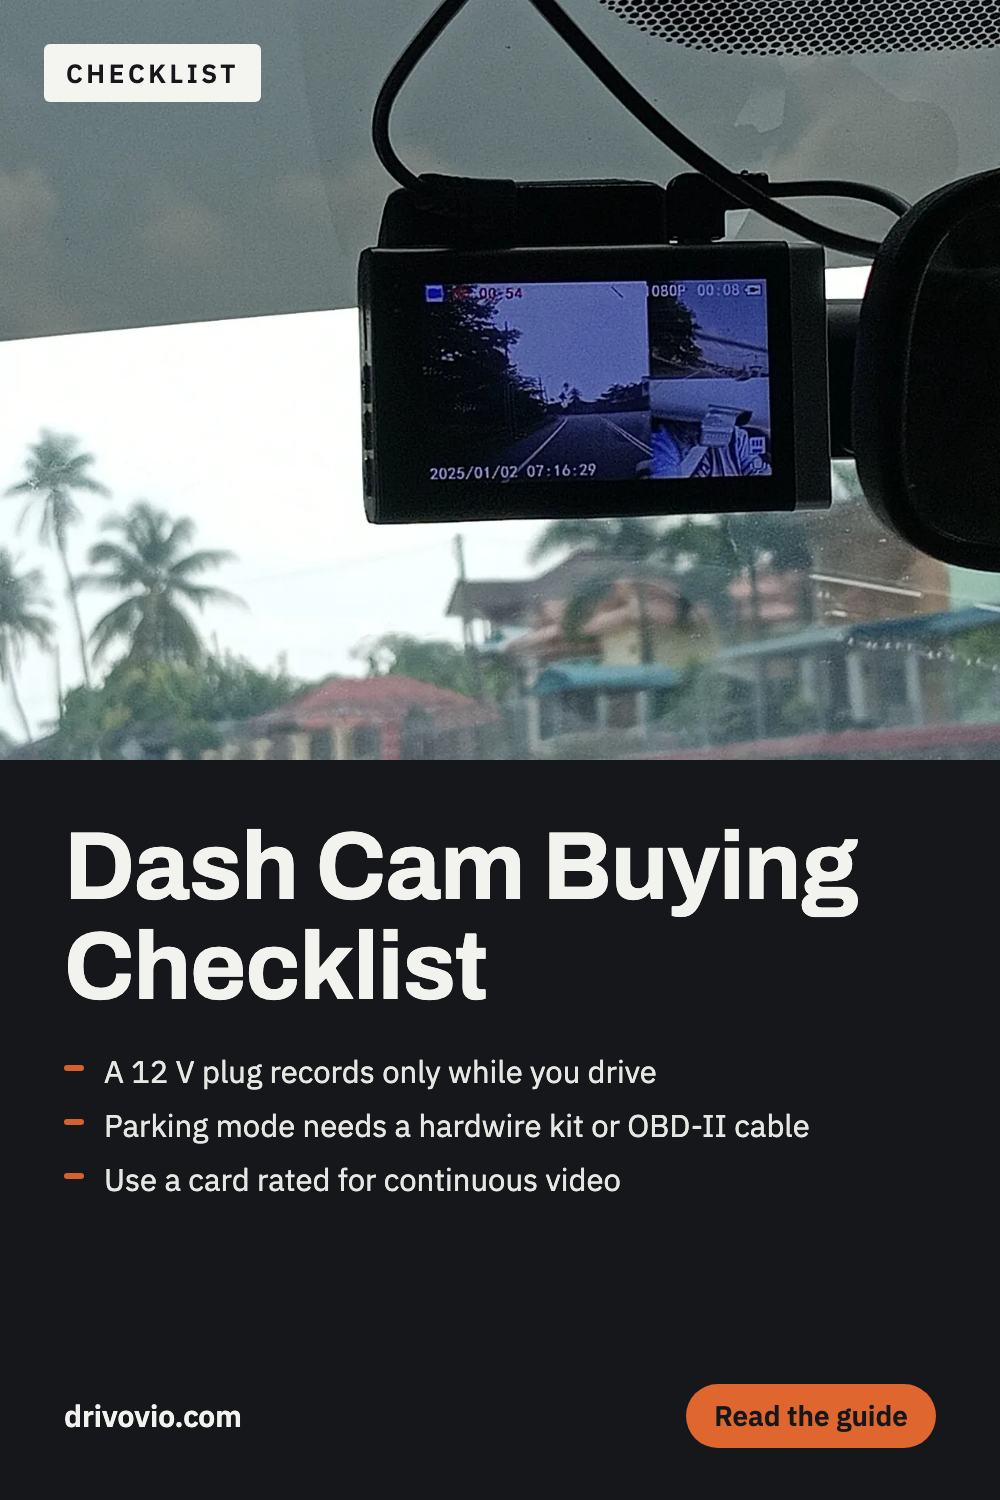 CHECKLIST
00:54
1080P 00:08
2025/01/02 07:16:29
Dash Cam Buying
Checklist
A 12 V plug records only while you drive
Parking mode needs a hardwire kit or OBD-II cable
Use a card rated for continuous video
drivovio.com
Read the guide